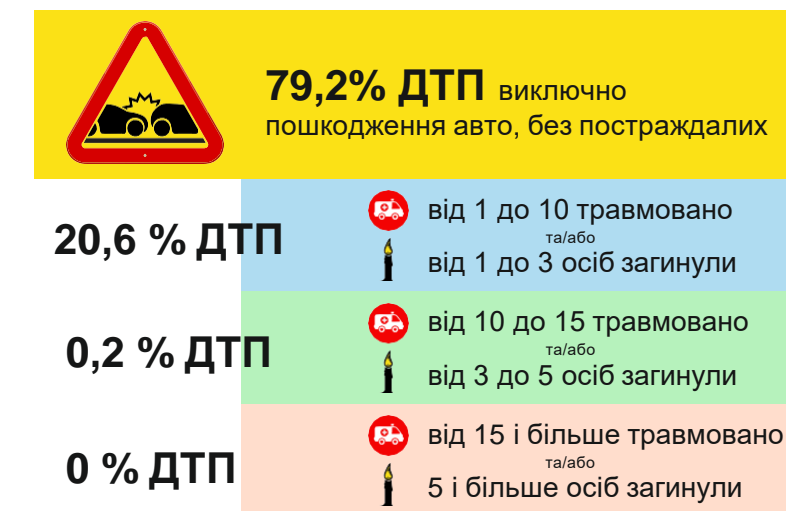 79,2% ДТП виключно
пошкодження авто, без постраждалих
20,6 % ДТП
від 1 до 10 травмовано
та/або
від 1 до 3 осіб загинули
0,2 % ДТП
від 10 до 15 травмовано
та/або
від 3 до 5 осіб загинули
0 % ДТП
від 15 і більше травмовано
та/або
5 і більше осіб загинули